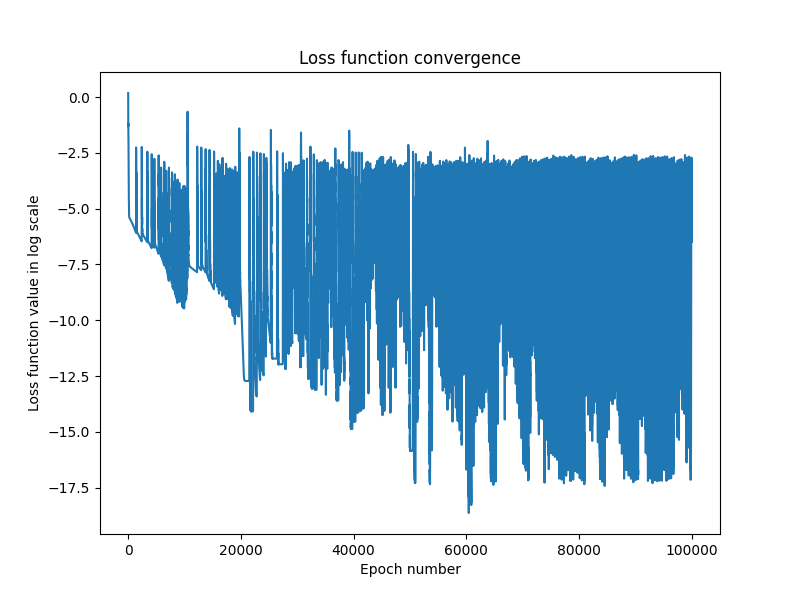 Loss function convergence
Loss function value in log scale
0.0
−2.5
−5.0
−7.5
−10.0
−12.5
−15.0
−17.5
0 20000 40000 60000 80000 100000
Epoch number